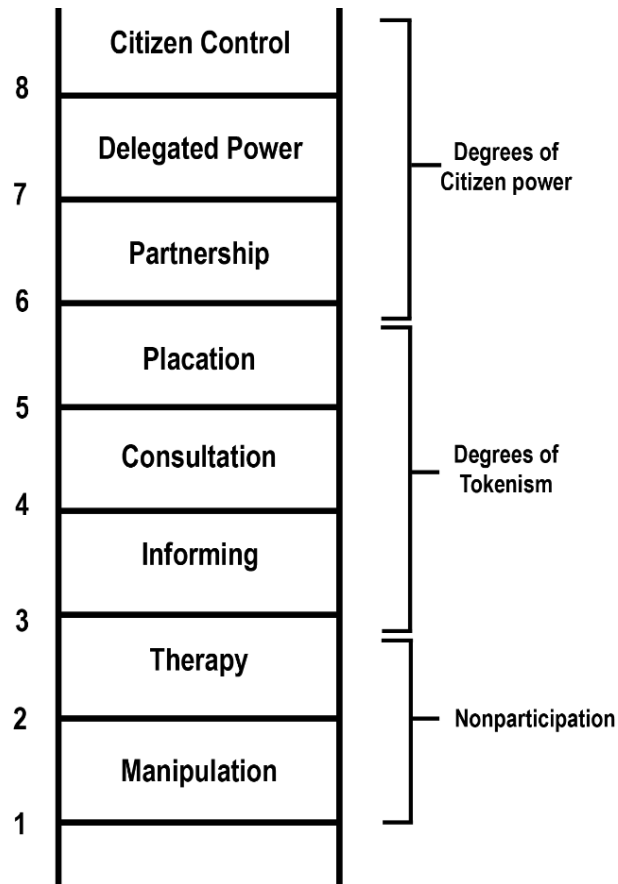 Citizen Control
8
Delegated Power
Degrees of
Citizen power
7
Partnership
6
Placation
5
Consultation
Degrees of
Tokenism
4
Informing
3
Therapy
2
Nonparticipation
Manipulation
1